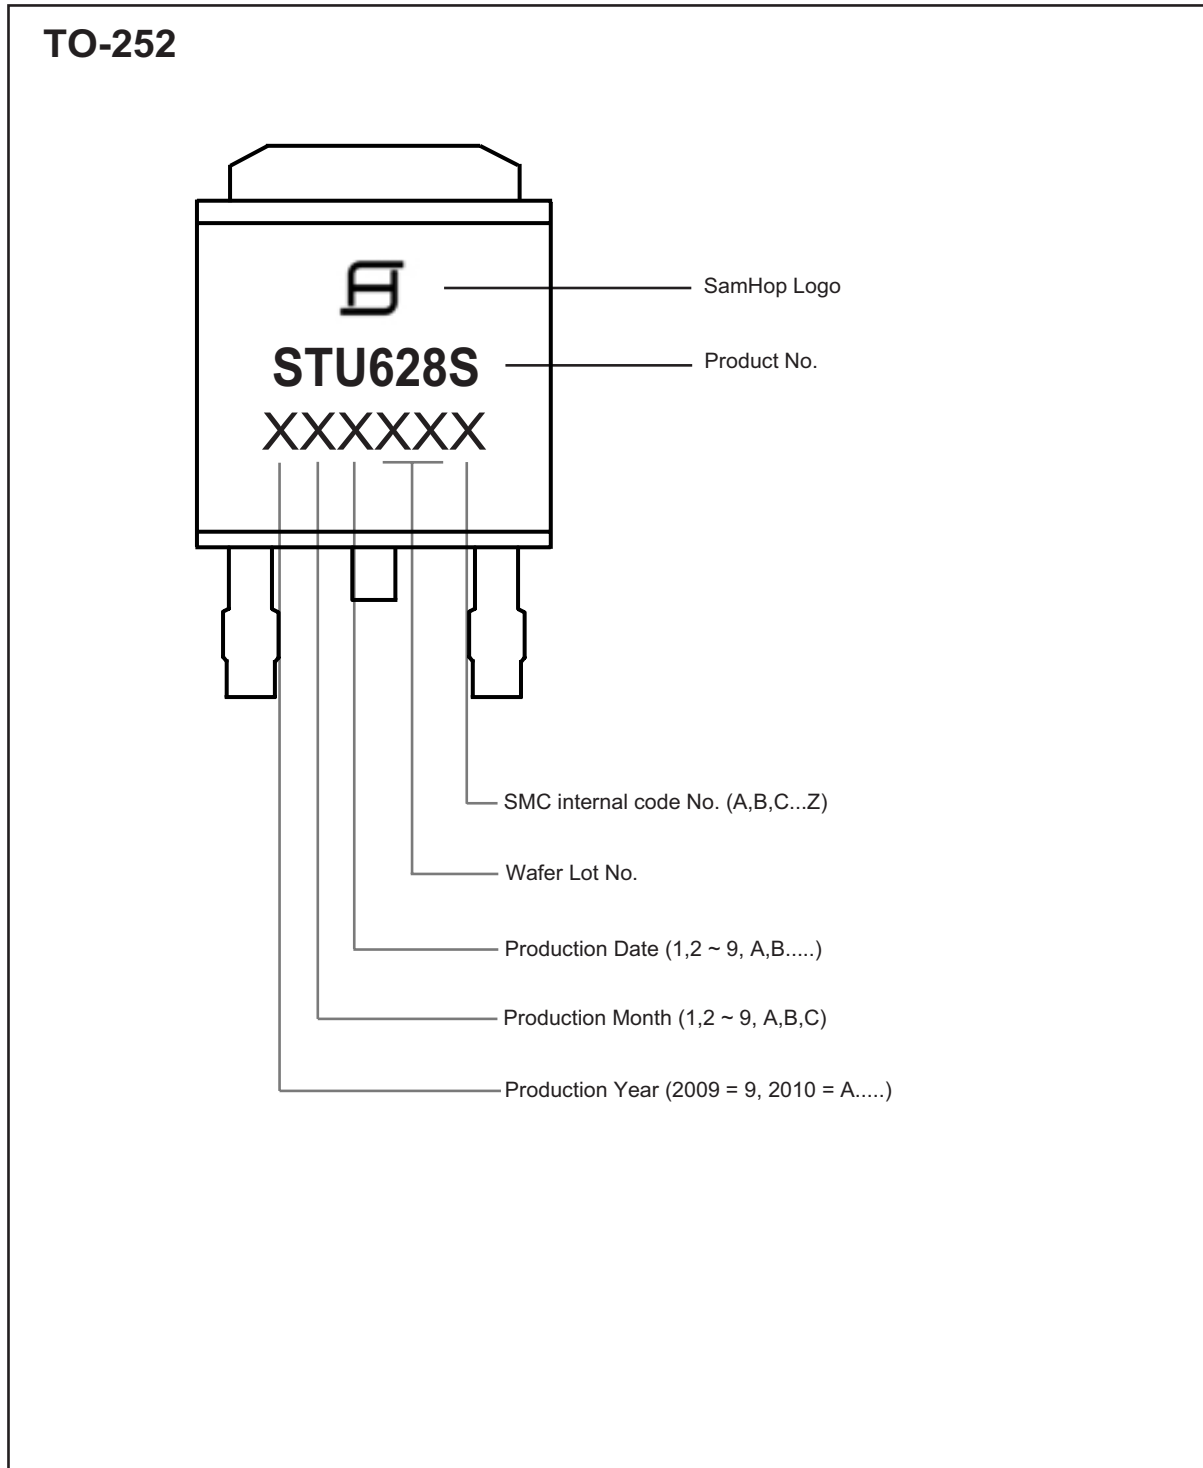 TO-252
SamHop Logo
STU628S
Product No.
XXXXXX
SMC internal code No. (A,B,C...Z)
Wafer Lot No.
Production Date (1,2 ~ 9, A,B.....)
Production Month (1,2 ~ 9, A,B,C)
Production Year (2009 = 9, 2010 = A.....)